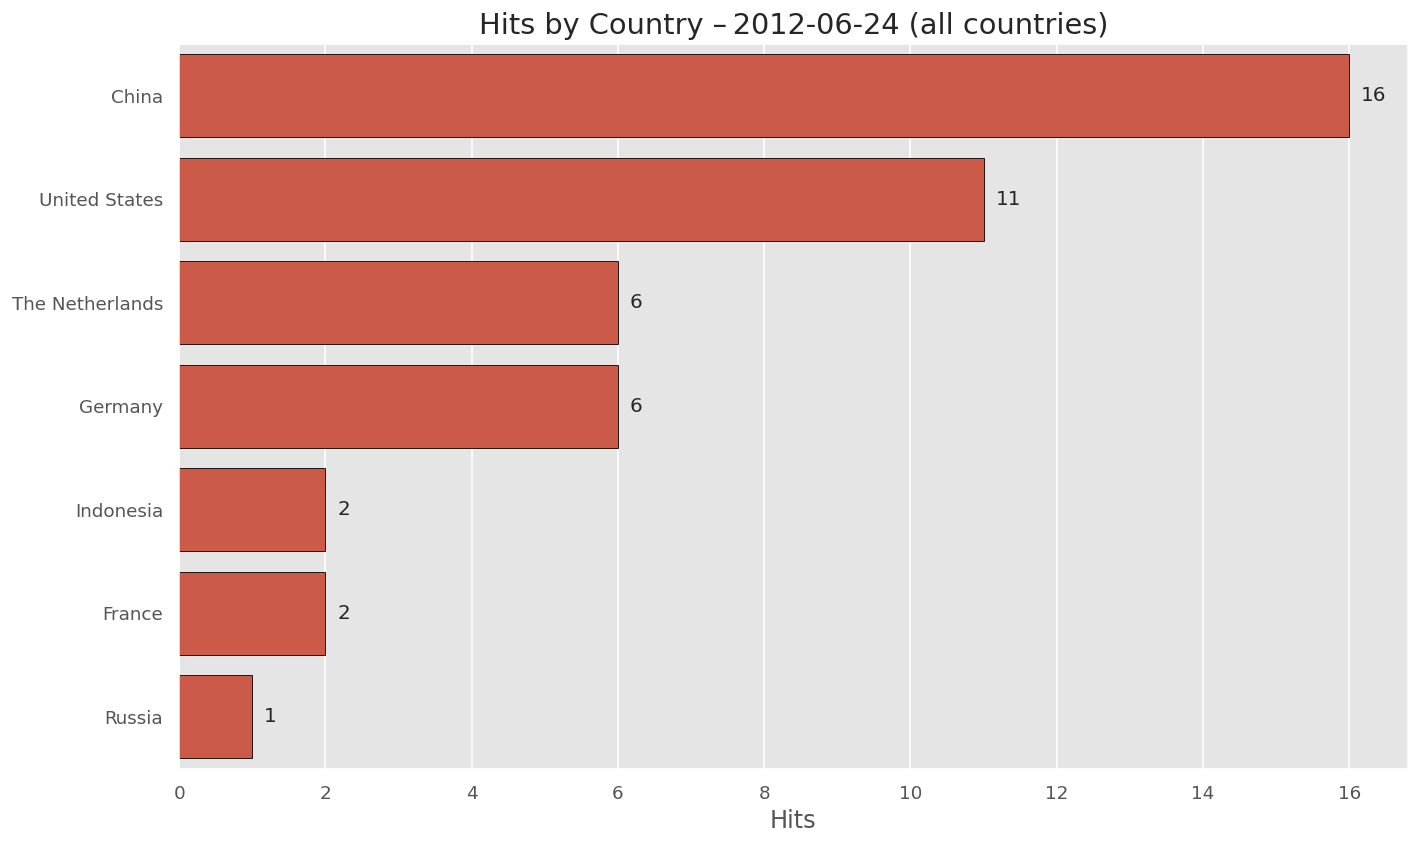 Hits by Country – 2012-06-24 (all countries)
China 16
United States 11
The Netherlands 6
Germany 6
Indonesia 2
France 2
Russia 1
0 2 4 6 8 10 12 14 16
Hits